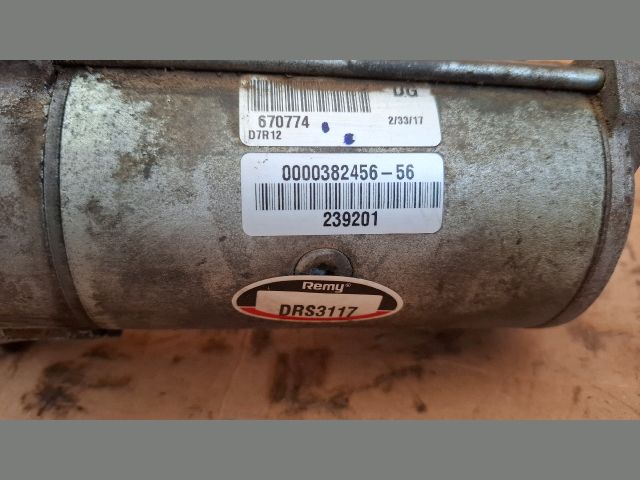 DG
670774 2/33/17
D7R12
0000382456-56
239201
Remy®
DRS3117